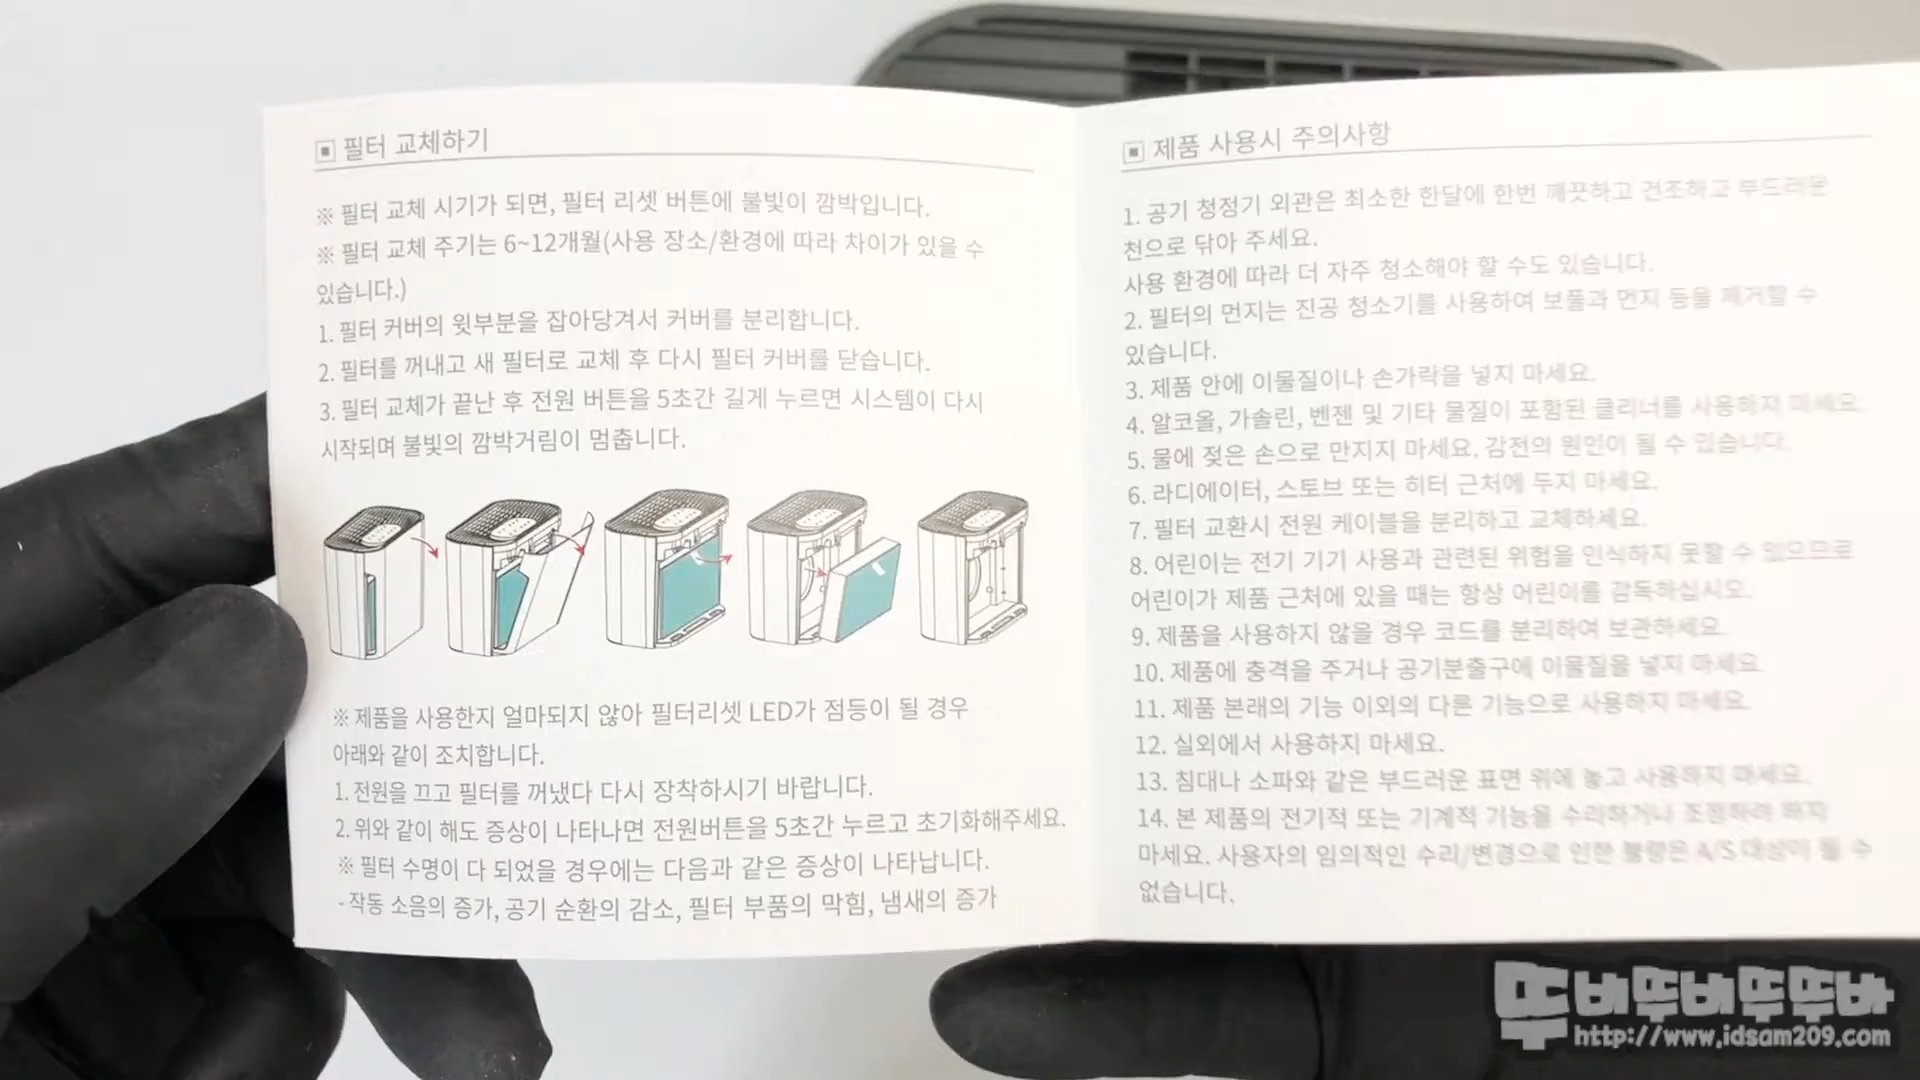 ▣ 필터 교체하기
※ 필터 교체 시기가 되면, 필터 리셋 버튼에 불빛이 깜박입니다.
※ 필터 교체 주기는 6~12개월(사용 장소/환경에 따라 차이가 있을 수
있습니다.)
1. 필터 커버의 윗부분을 잡아당겨서 커버를 분리합니다.
2. 필터를 꺼내고 새 필터로 교체 후 다시 필터 커버를 닫습니다.
3. 필터 교체가 끝난 후 전원 버튼을 5초간 길게 누르면 시스템이 다시
시작되며 불빛의 깜박거림이 멈춥니다.
※ 제품을 사용한지 얼마되지 않아 필터리셋 LED가 점등이 될 경우
아래와 같이 조치합니다.
1. 전원을 끄고 필터를 꺼냈다 다시 장착하시기 바랍니다.
2. 위와 같이 해도 증상이 나타나면 전원버튼을 5초간 누르고 초기화해주세요.
※ 필터 수명이 다 되었을 경우에는 다음과 같은 증상이 나타납니다.
- 작동 소음의 증가, 공기 순환의 감소, 필터 부품의 막힘, 냄새의 증가
▣ 제품 사용시 주의사항
1. 공기 청정기 외관은 최소한 한달에 한번 깨끗하고 건조하고 부드러운
천으로 닦아 주세요.
사용 환경에 따라 더 자주 청소해야 할 수도 있습니다.
2. 필터의 먼지는 진공 청소기를 사용하여 보풀과 먼지 등을 제거할 수
있습니다.
3. 제품 안에 이물질이나 손가락을 넣지 마세요.
4. 알코올, 가솔린, 벤젠 및 기타 물질이 포함된 클리너를 사용하지 마세요.
5. 물에 젖은 손으로 만지지 마세요. 감전의 원인이 될 수 있습니다.
6. 라디에이터, 스토브 또는 히터 근처에 두지 마세요.
7. 필터 교환시 전원 케이블을 분리하고 교체하세요.
8. 어린이는 전기 기기 사용과 관련된 위험을 인식하지 못할 수 있으므로
어린이가 제품 근처에 있을 때는 항상 어린이를 감독하십시오.
9. 제품을 사용하지 않을 경우 코드를 분리하여 보관하세요.
10. 제품에 충격을 주거나 공기분출구에 이물질을 넣지 마세요.
11. 제품 본래의 기능 이외의 다른 기능으로 사용하지 마세요.
12. 실외에서 사용하지 마세요.
13. 침대나 소파와 같은 부드러운 표면 위에 놓고 사용하지 마세요.
14. 본 제품의 전기적 또는 기계적 기능을 수리하거나 조정하려 하지
마세요. 사용자의 임의적인 수리/변경으로 인한 불량은 A/S 대상이 될 수
없습니다.
뚜비뚜비뚜뚜바
http://www.idsam209.com